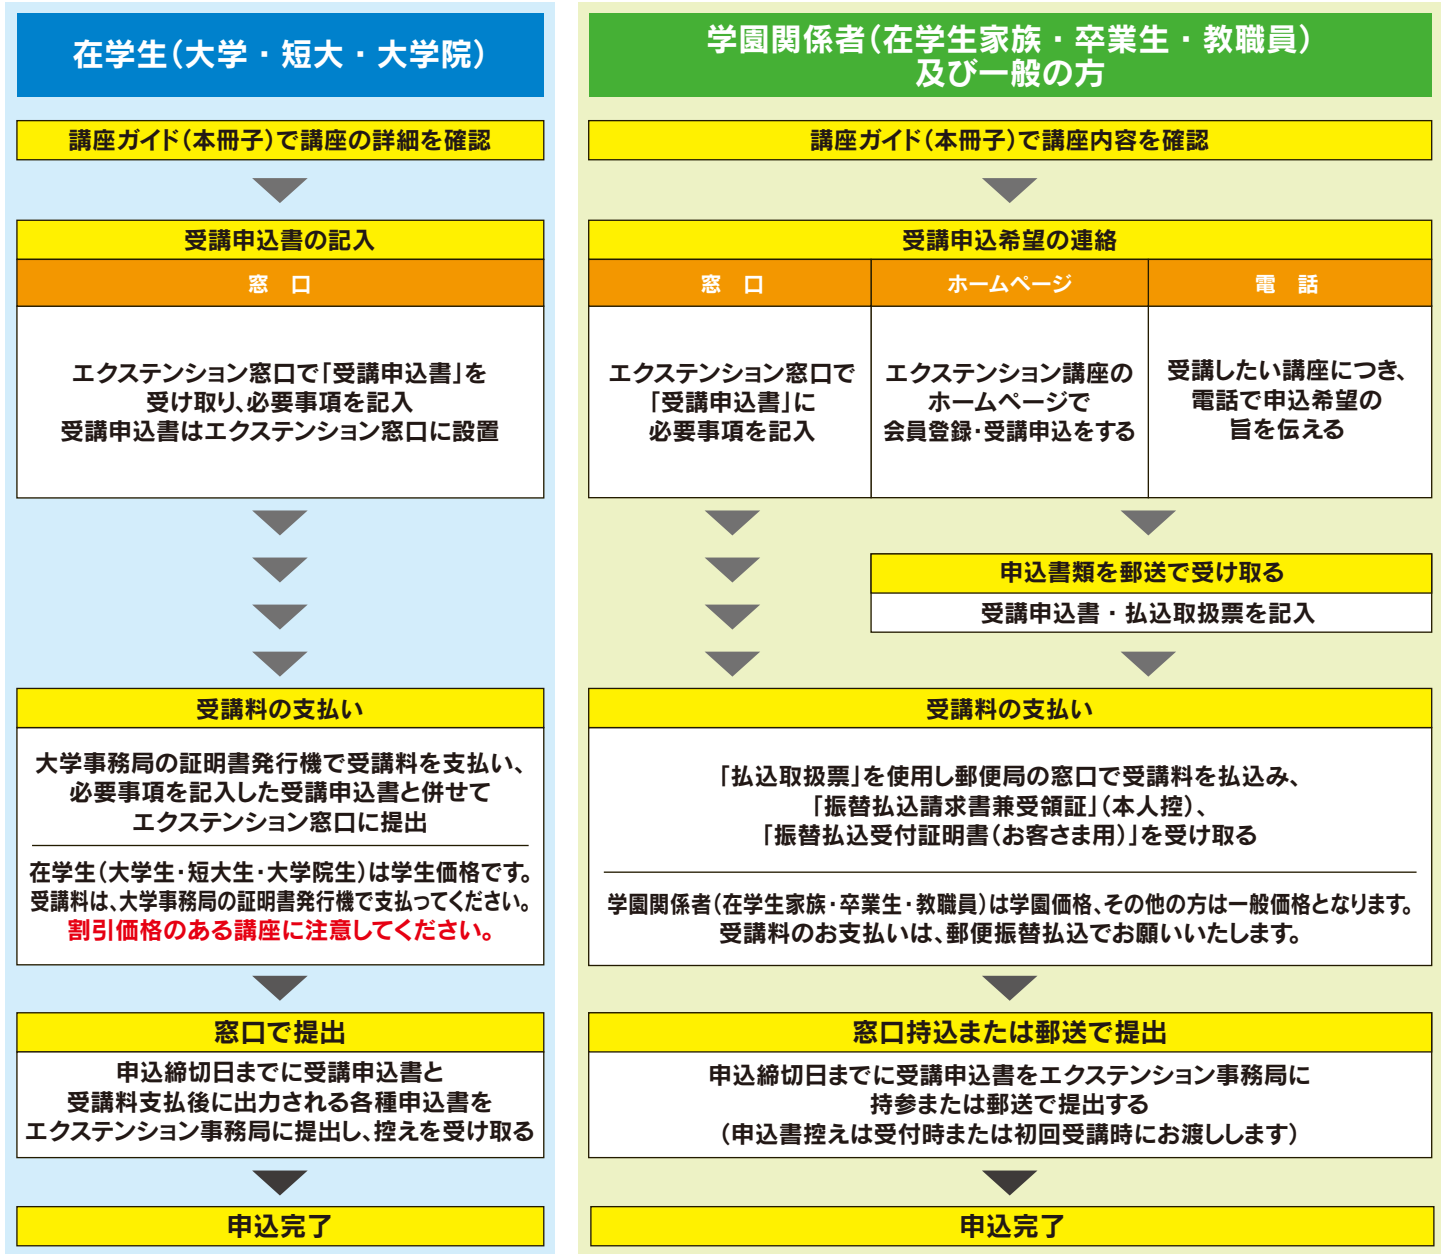 在学生(大学・短大・大学院)
講座ガイド(本冊子)で講座の詳細を確認
受講申込書の記入
窓 口
エクステンション窓口で「受講申込書」を
受け取り、必要事項を記入
受講申込書はエクステンション窓口に設置
受講料の支払い
大学事務局の証明書発行機で受講料を支払い、
必要事項を記入した受講申込書と併せて
エクステンション窓口に提出
在学生(大学生・短大生・大学院生)は学生価格です。
受講料は、大学事務局の証明書発行機で支払ってください。
割引価格のある講座に注意してください。
窓口で提出
申込締切日までに受講申込書と
受講料支払後に出力される各種申込書を
エクステンション事務局に提出し、控えを受け取る
申込完了
学園関係者(在学生家族・卒業生・教職員)
及び一般の方
講座ガイド(本冊子)で講座内容を確認
受講申込希望の連絡
窓 口
エクステンション窓口で
「受講申込書」に
必要事項を記入
ホームページ
エクステンション講座の
ホームページで
会員登録・受講申込をする
電 話
受講したい講座につき、
電話で申込希望の
旨を伝える
申込書類を郵送で受け取る
受講申込書・払込取扱票を記入
受講料の支払い
「払込取扱票」を使用し郵便局の窓口で受講料を払込み、
「振替払込請求書兼受領証」(本人控)、
「振替払込受付証明書(お客さま用)」を受け取る
学園関係者(在学生家族・卒業生・教職員)は学園価格、その他の方は一般価格となります。
受講料のお支払いは、郵便振替払込でお願いいたします。
窓口持込または郵送で提出
申込締切日までに受講申込書をエクステンション事務局に
持参または郵送で提出する
(申込書控えは受付時または初回受講時にお渡しします)
申込完了